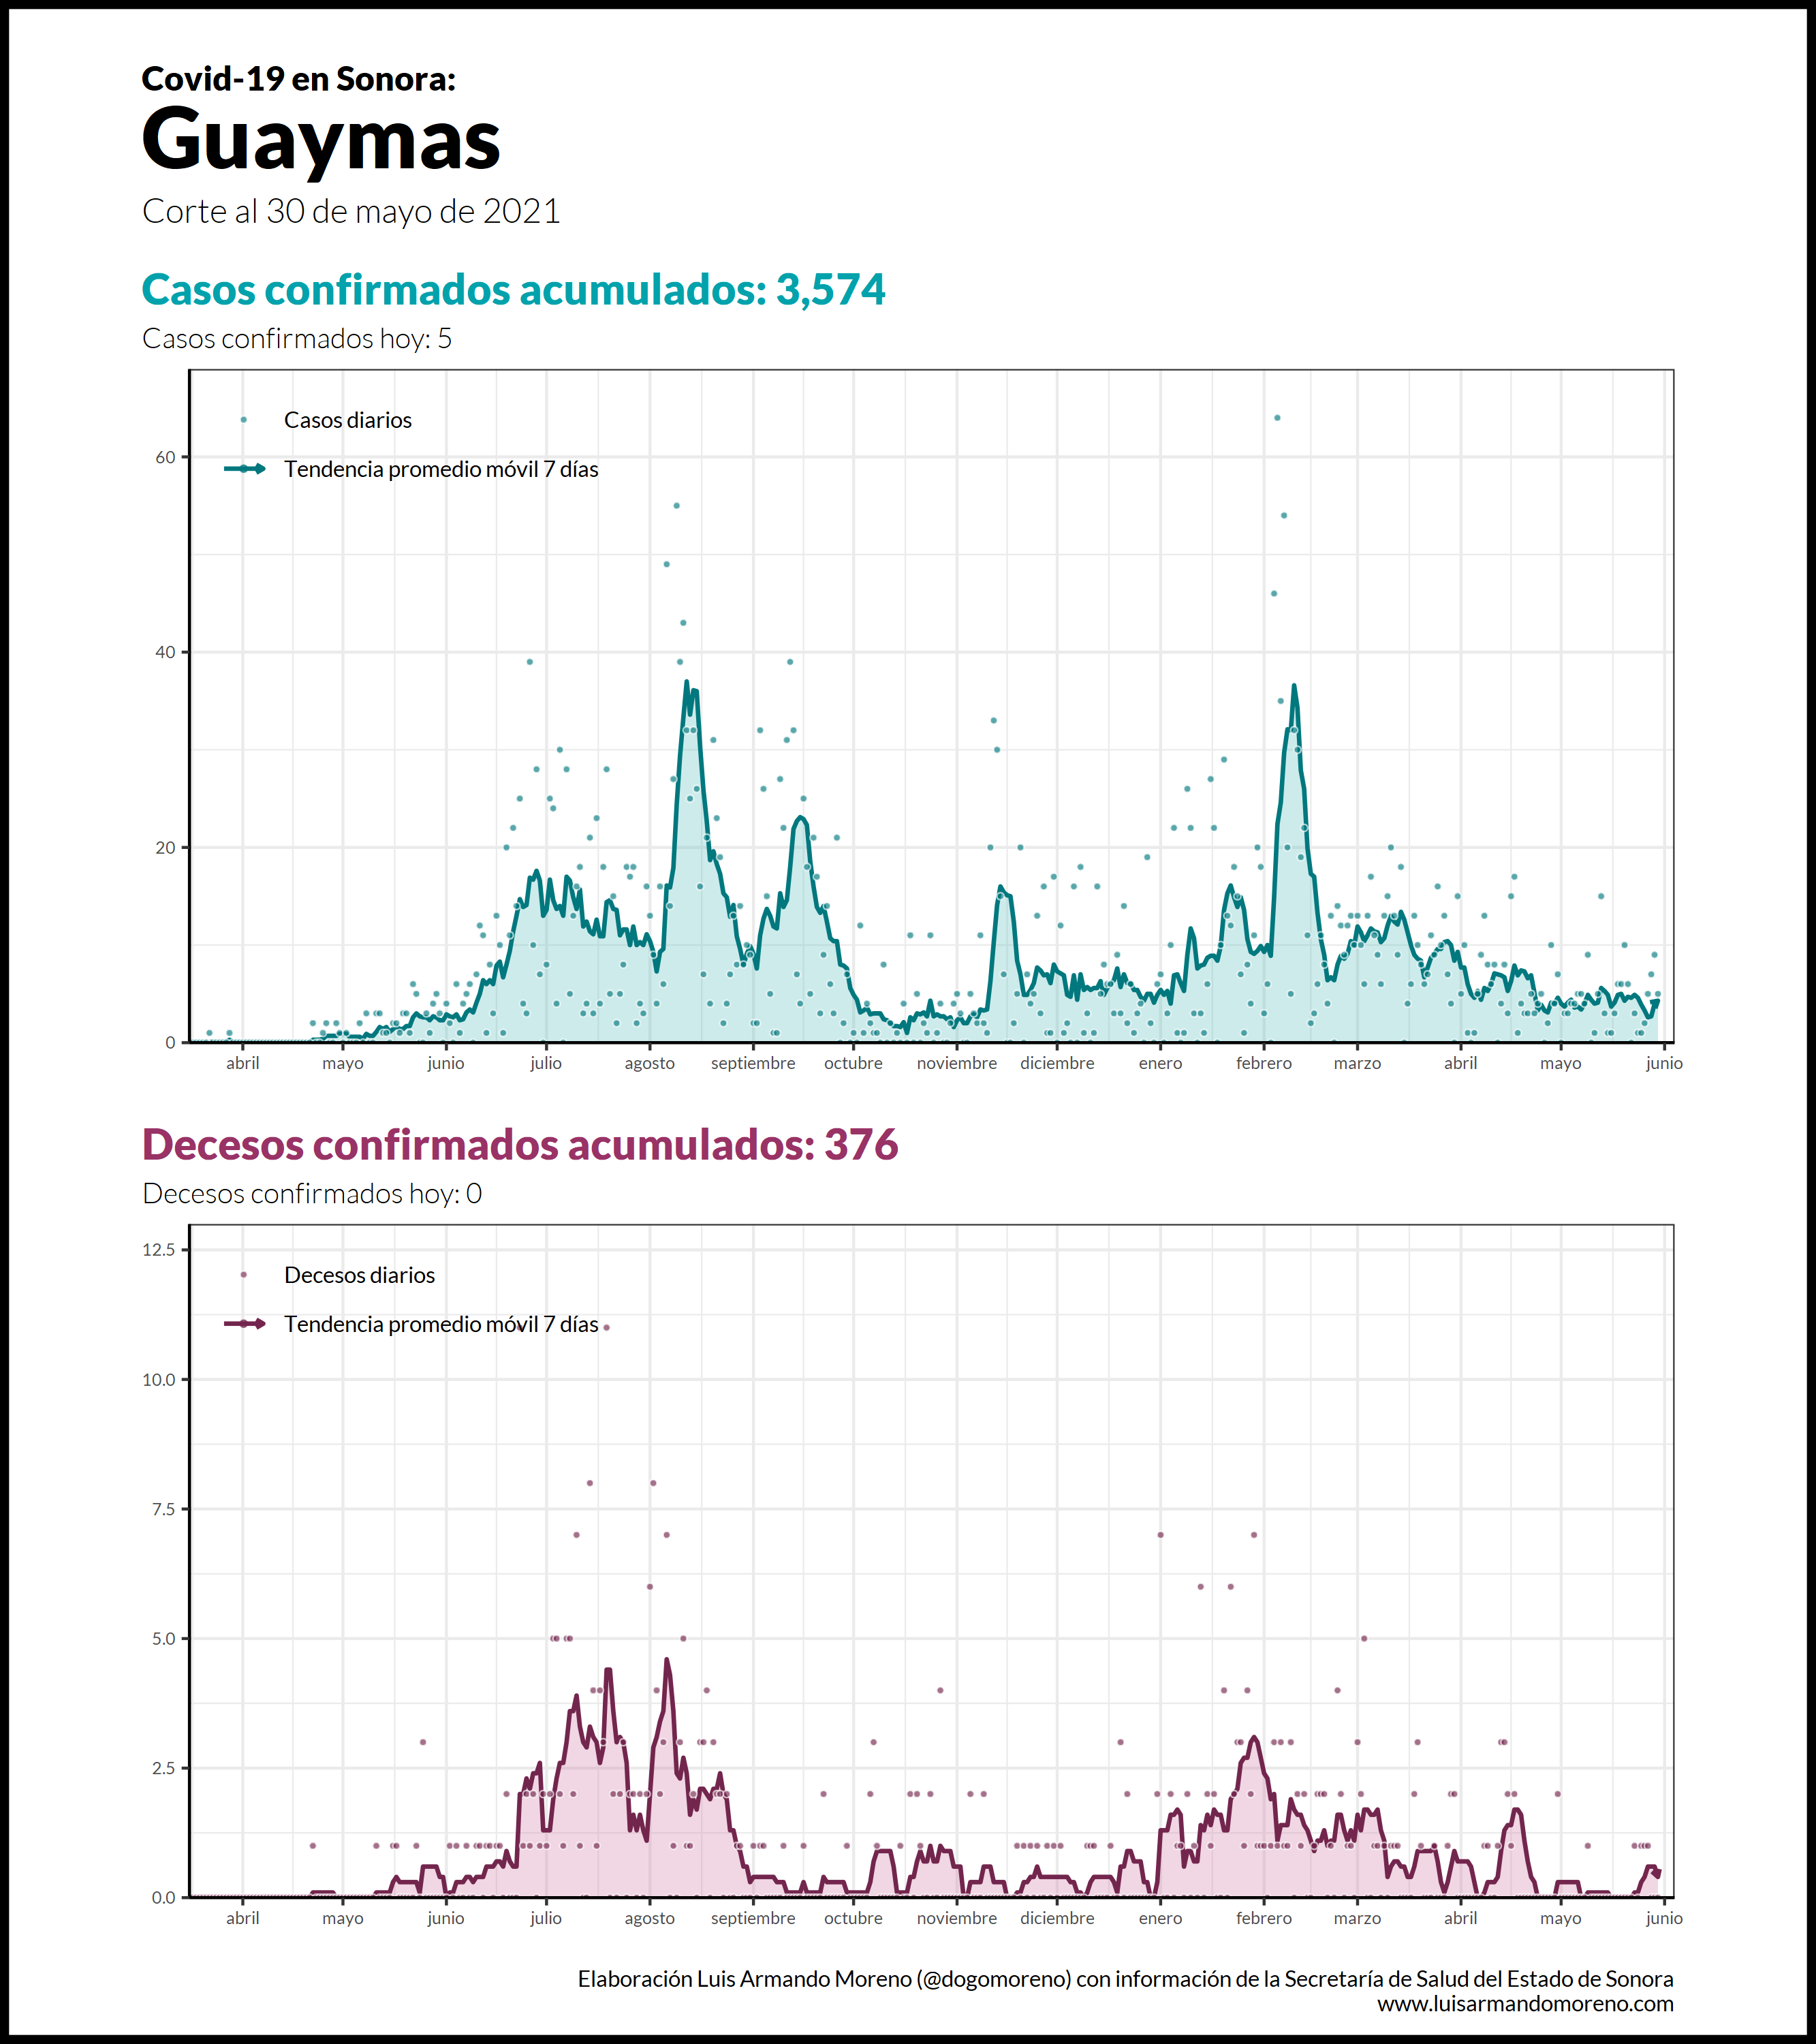 Covid-19 en Sonora:
Guaymas
Corte al 30 de mayo de 2021
Casos confirmados acumulados: 3,574
Casos confirmados hoy: 5
Casos diarios
Tendencia promedio móvil 7 días
60
40
20
0
abril mayo junio julio agosto septiembre octubre noviembre diciembre enero febrero marzo abril mayo junio
Decesos confirmados acumulados: 376
Decesos confirmados hoy: 0
12.5
Decesos diarios
Tendencia promedio móvil 7 días
10.0
7.5
5.0
2.5
0.0
abril mayo junio julio agosto septiembre octubre noviembre diciembre enero febrero marzo abril mayo junio
Elaboración Luis Armando Moreno (@dogomoreno) con información de la Secretaría de Salud del Estado de Sonora
www.luisarmandomoreno.com